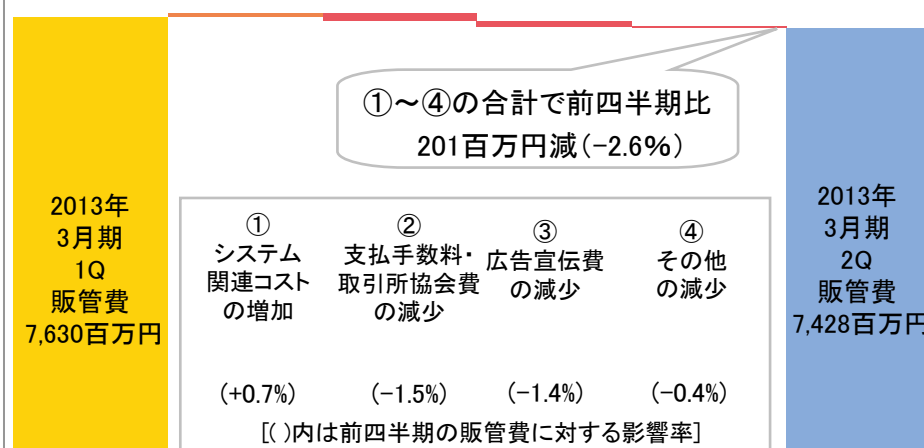 ①～④の合計で前四半期比
201百万円減(-2.6%)
2013年
3月期
1Q
販管費
7,630百万円
①
システム
関連コスト
の増加
(+0.7%)
②
支払手数料・
取引所協会費
の減少
(-1.5%)
③
広告宣伝費
の減少
(-1.4%)
④
その他
の減少
(-0.4%)
[( )内は前四半期の販管費に対する影響率]
2013年
3月期
2Q
販管費
7,428百万円